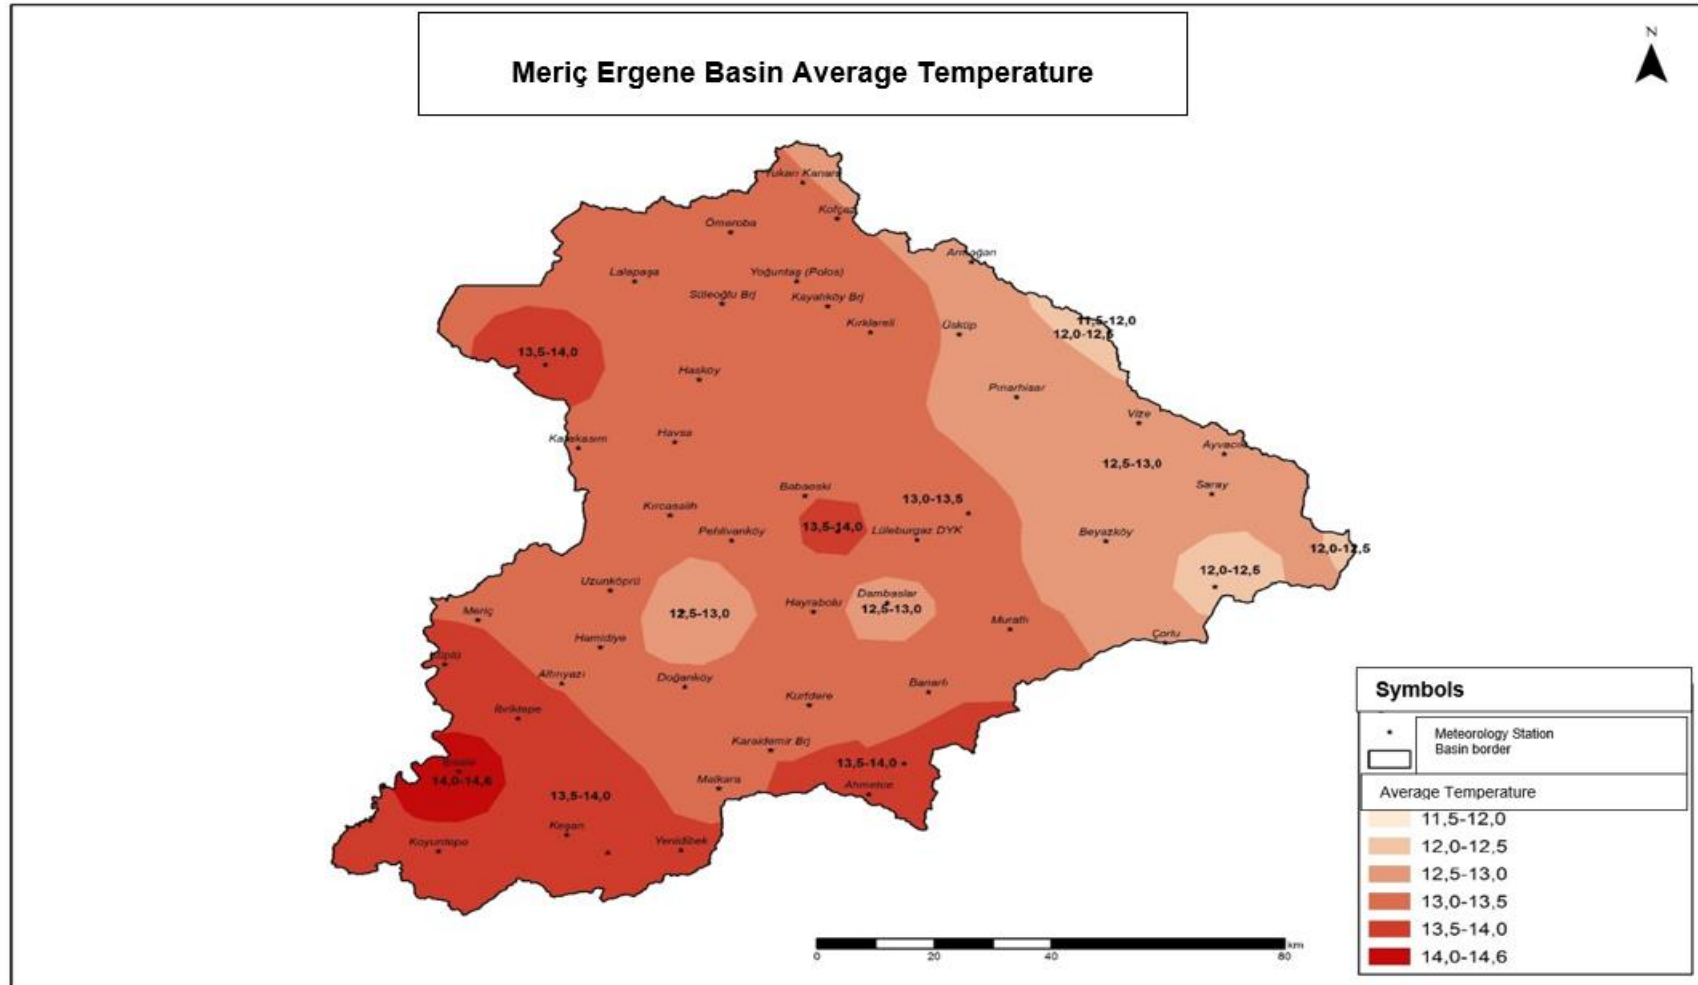 N
Meriç Ergene Basin Average Temperature
Yukarı Kanara
Kofçaz
Ömeroba
Armağan
Lalapaşa
Yoğuntaş (Polos)
Süleoğlu Brj
Kayalıköy Brj
11,5-12,0
Kırklareli
Üsküp
12,0-12,5
13,5-14,0
Hasköy
Pınarhisar
Vize
Karakasım
Havsa
Ayvacık
12,5-13,0
Saray
Babaeski
13,0-13,5
Kırcasalih
13,5-14,0
Pehlivanköy
Lüleburgaz DYK
Beyazköy
12,0-12,5
12,0-12,5
Uzunköprü
Dambaslar
Meriç
12,5-13,0
Hayrabolu
12,5-13,0
Muratlı
Hamidiye
Çorlu
Altınyazı
Doğanköy
Banarlı
Kurtdere
İbriktepe
Karaidemir Brj
13,5-14,0
14,0-14,6
Malkara
Ahmetçe
13,5-14,0
Keşan
Koyuntepe
Yenidibek
Symbols
Meteorology Station
Basin border
Average Temperature
11,5-12,0
12,0-12,5
12,5-13,0
13,0-13,5
13,5-14,0
14,0-14,6
km
0 20 40 80